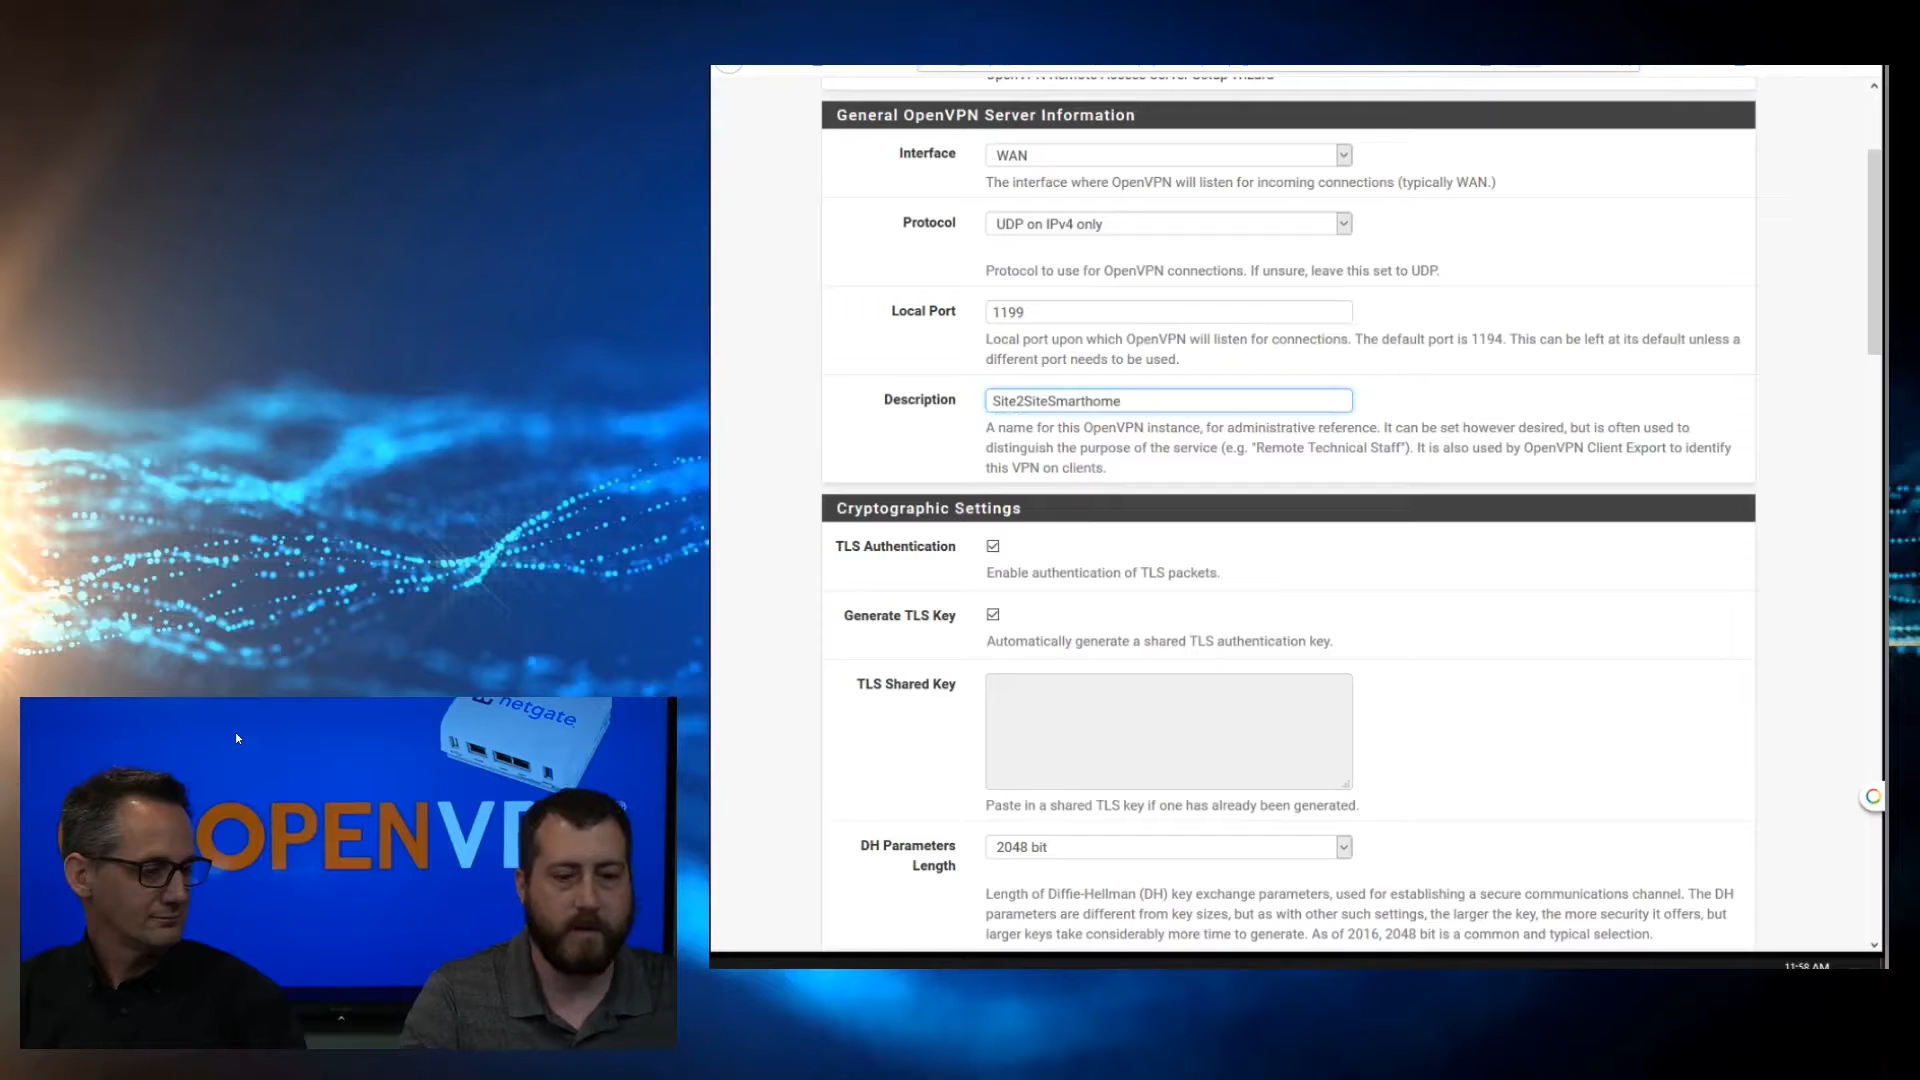 OpenVPN Remote Access Server Setup Wizard
General OpenVPN Server Information
Interface
WAN
The interface where OpenVPN will listen for incoming connections (typically WAN.)
Protocol
UDP on IPv4 only
Protocol to use for OpenVPN connections. If unsure, leave this set to UDP.
Local Port
1199
Local port upon which OpenVPN will listen for connections. The default port is 1194. This can be left at its default unless a
different port needs to be used.
Description
Site2SiteSmarthome
A name for this OpenVPN instance, for administrative reference. It can be set however desired, but is often used to
distinguish the purpose of the service (e.g. "Remote Technical Staff"). It is also used by OpenVPN Client Export to identify
this VPN on clients.
Cryptographic Settings
TLS Authentication
Enable authentication of TLS packets.
Generate TLS Key
Automatically generate a shared TLS authentication key.
TLS Shared Key
Paste in a shared TLS key if one has already been generated.
DH Parameters
Length
2048 bit
Length of Diffie-Hellman (DH) key exchange parameters, used for establishing a secure communications channel. The DH
parameters are different from key sizes, but as with other such settings, the larger the key, the more security it offers, but
larger keys take considerably more time to generate. As of 2016, 2048 bit is a common and typical selection.
11:58 AM
netgate
OPENV